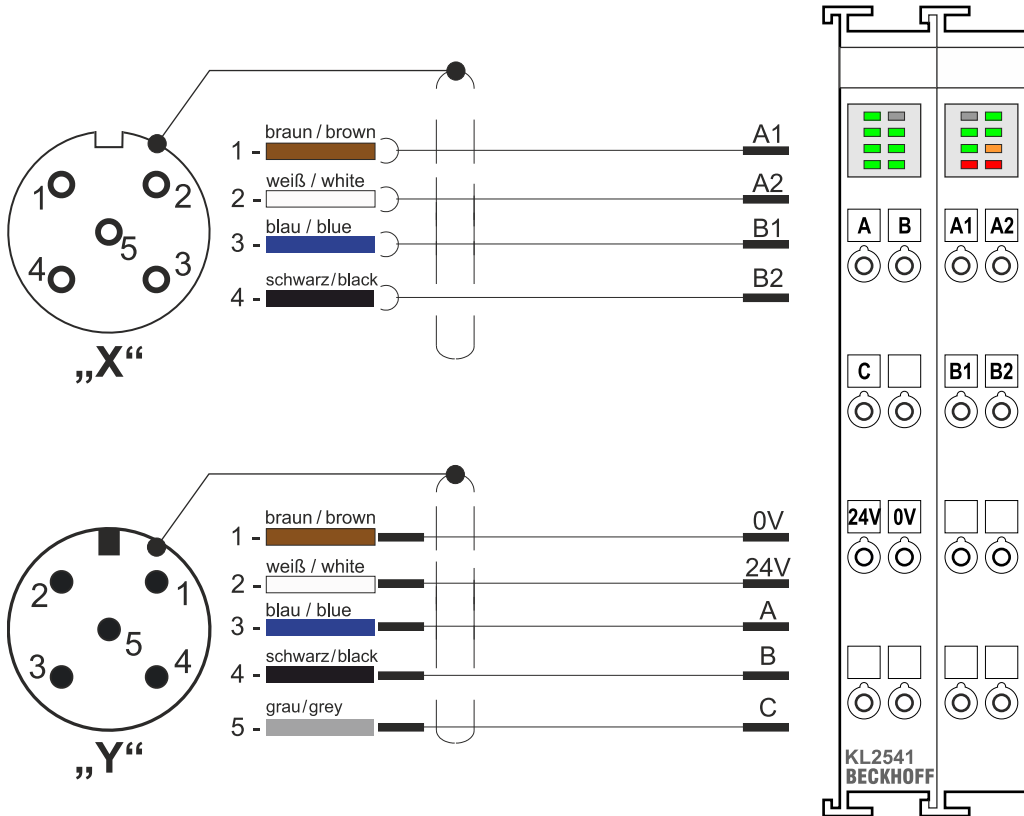 1
2
5
4
3
„X“
1 - braun / brown A1
2 - weiß / white A2
3 - blau / blue B1
4 - schwarz/black B2
2
1
5
3
4
„Y“
1 - braun / brown 0V
2 - weiß / white 24V
3 - blau / blue A
4 - schwarz/black B
5 - grau/grey C
A B A1 A2
C B1 B2
24V 0V
KL2541
BECKHOFF